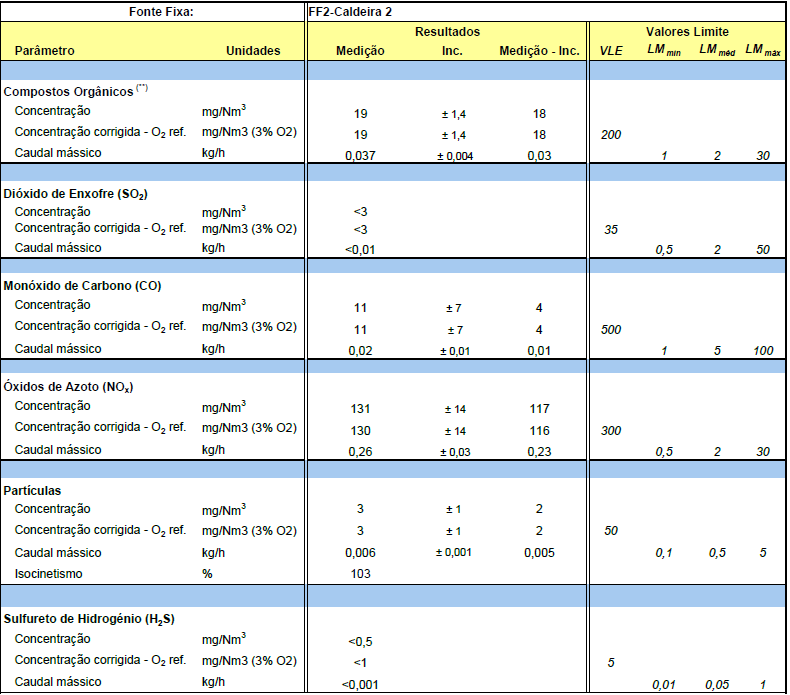 Fonte Fixa: FF2-Caldeira 2
Resultados Valores Limite
Parâmetro Unidades Medição Inc. Medição - Inc. VLE LM mín LM méd LM máx
Compostos Orgânicos (**)
Concentração mg/Nm3 19 ± 1,4 18
Concentração corrigida - O2 ref. mg/Nm3 (3% O2) 19 ± 1,4 18 200
Caudal mássico kg/h 0,037 ± 0,004 0,03 1 2 30
Dióxido de Enxofre (SO2)
Concentração mg/Nm3 <3
Concentração corrigida - O2 ref. mg/Nm3 (3% O2) <3 35
Caudal mássico kg/h <0,01 0,5 2 50
Monóxido de Carbono (CO)
Concentração mg/Nm3 11 ± 7 4
Concentração corrigida - O2 ref. mg/Nm3 (3% O2) 11 ± 7 4 500
Caudal mássico kg/h 0,02 ± 0,01 0,01 1 5 100
Óxidos de Azoto (NOx)
Concentração mg/Nm3 131 ± 14 117
Concentração corrigida - O2 ref. mg/Nm3 (3% O2) 130 ± 14 116 300
Caudal mássico kg/h 0,26 ± 0,03 0,23 0,5 2 30
Partículas
Concentração mg/Nm3 3 ± 1 2
Concentração corrigida - O2 ref. mg/Nm3 (3% O2) 3 ± 1 2 50
Caudal mássico kg/h 0,006 ± 0,001 0,005 0,1 0,5 5
Isocinetismo % 103
Sulfureto de Hidrogénio (H2S)
Concentração mg/Nm3 <0,5
Concentração corrigida - O2 ref. mg/Nm3 (3% O2) <1 5
Caudal mássico kg/h <0,001 0,01 0,05 1